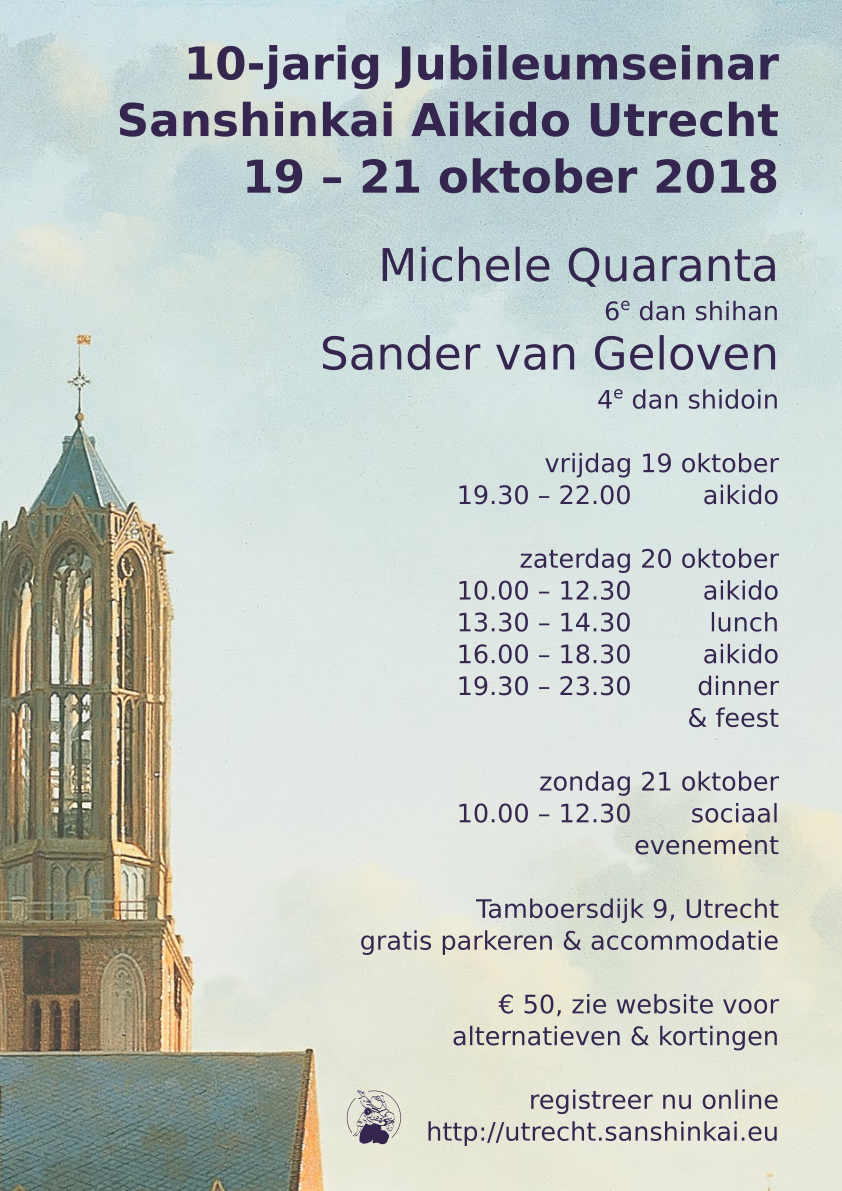 10-jarig Jubileumseinar
Sanshinkai Aikido Utrecht
19 – 21 oktober 2018
Michele Quaranta
6e dan shihan
Sander van Geloven
4e dan shidoin
vrijdag 19 oktober
19.30 – 22.00 aikido
zaterdag 20 oktober
10.00 – 12.30 aikido
13.30 – 14.30 lunch
16.00 – 18.30 aikido
19.30 – 23.30 dinner
& feest
zondag 21 oktober
10.00 – 12.30 sociaal
evenement
Tamboersdijk 9, Utrecht
gratis parkeren & accommodatie
€ 50, zie website voor
alternatieven & kortingen
registreer nu online
http://utrecht.sanshinkai.eu